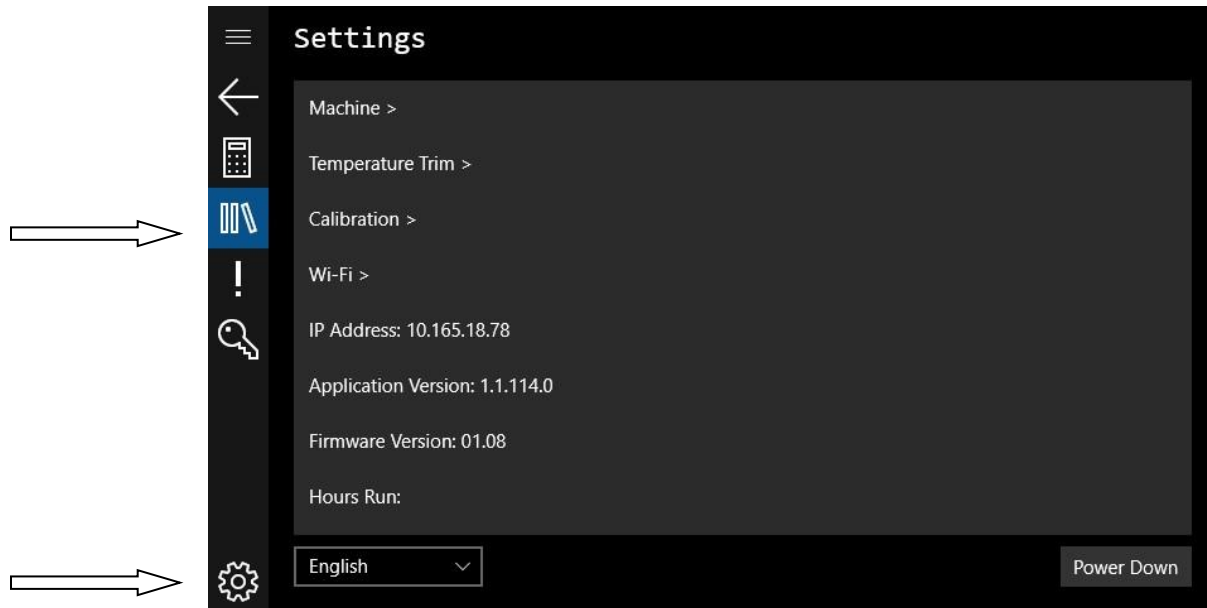 Settings
Machine >
Temperature Trim >
Calibration >
Wi-Fi >
IP Address: 10.165.18.78
Application Version: 1.1.114.0
Firmware Version: 01.08
Hours Run:
English
Power Down